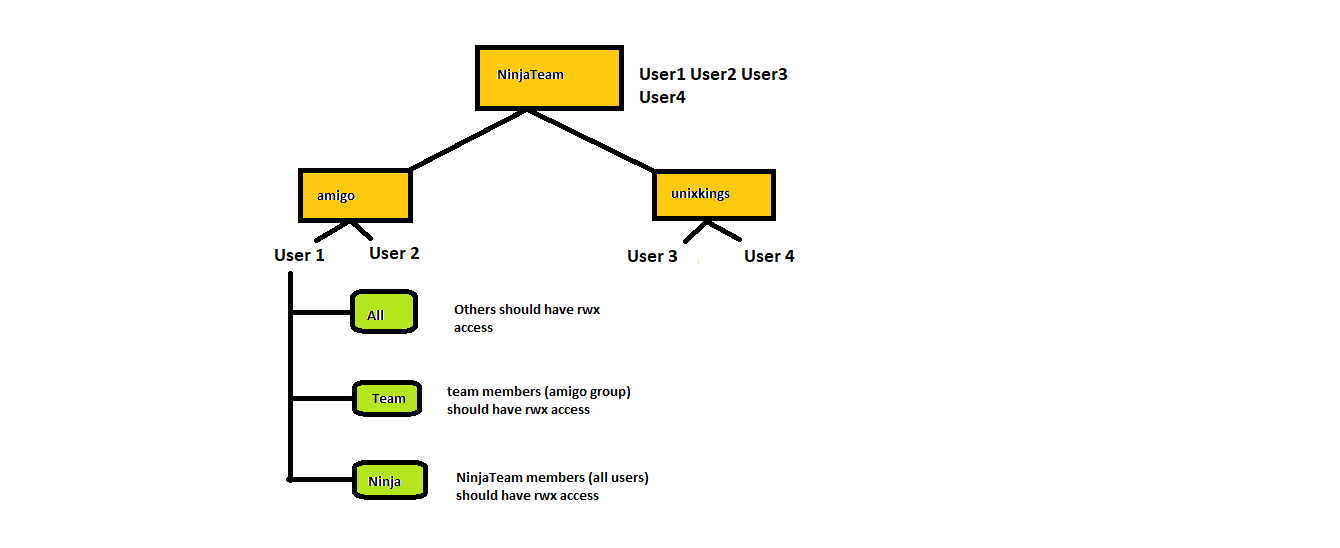 NinjaTeam
User1 User2 User3
User4
amigo
unixkings
User 1
User 2
User 3
User 4
All
Others should have rwx
access
Team
team members (amigo group)
should have rwx access
Ninja
NinjaTeam members (all users)
should have rwx access